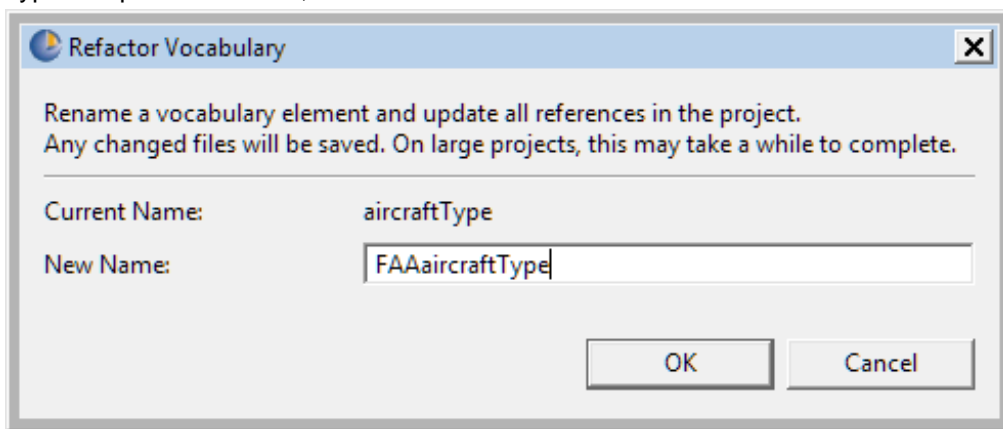 Refactor Vocabulary
Rename a vocabulary element and update all references in the project.
Any changed files will be saved. On large projects, this may take a while to complete.
Current Name: aircraftType
New Name: FAAaircraftType
OK Cancel